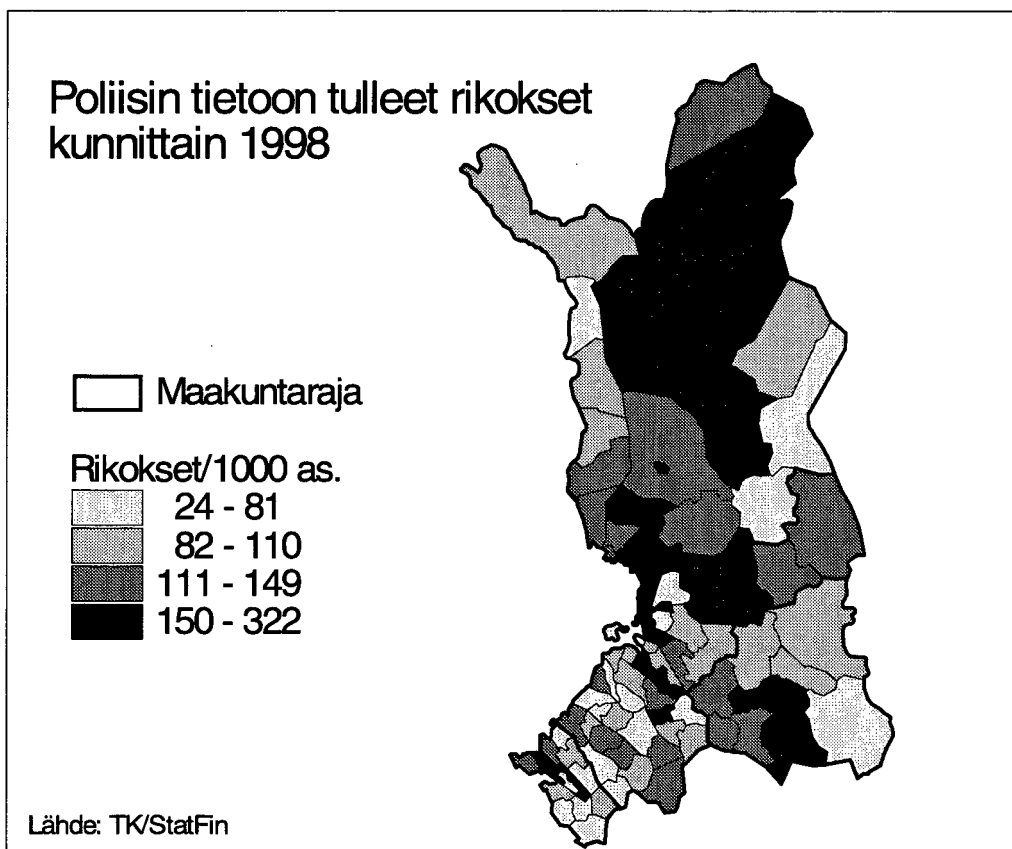 Poliisin tietoon tulleet rikokset
kunnittain 1998
Maakuntaraja
Rikokset/1000 as.
24 - 81
82 - 110
111 - 149
150 - 322
Lähde: TK/StatFin